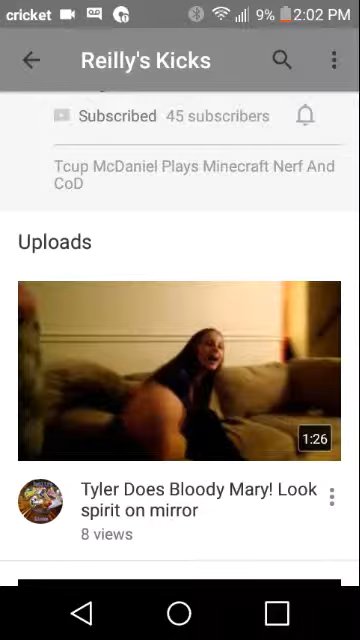 cricket 9% 2:02 PM
Reilly's Kicks
Subscribed 45 subscribers
Tcup McDaniel Plays Minecraft Nerf And
CoD
Uploads
1:26
Tyler Does Bloody Mary! Look
spirit on mirror
8 views